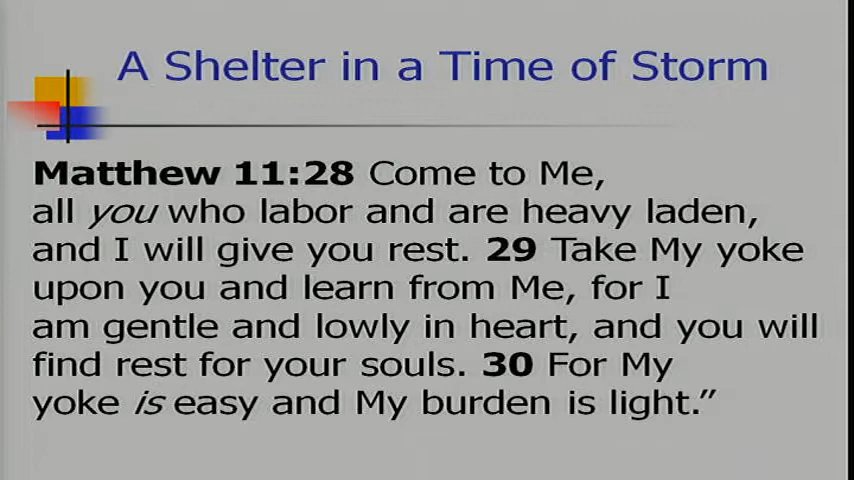 A Shelter in a Time of Storm
Matthew 11:28 Come to Me,
all you who labor and are heavy laden,
and I will give you rest. 29 Take My yoke
upon you and learn from Me, for I
am gentle and lowly in heart, and you will
find rest for your souls. 30 For My
yoke is easy and My burden is light.”